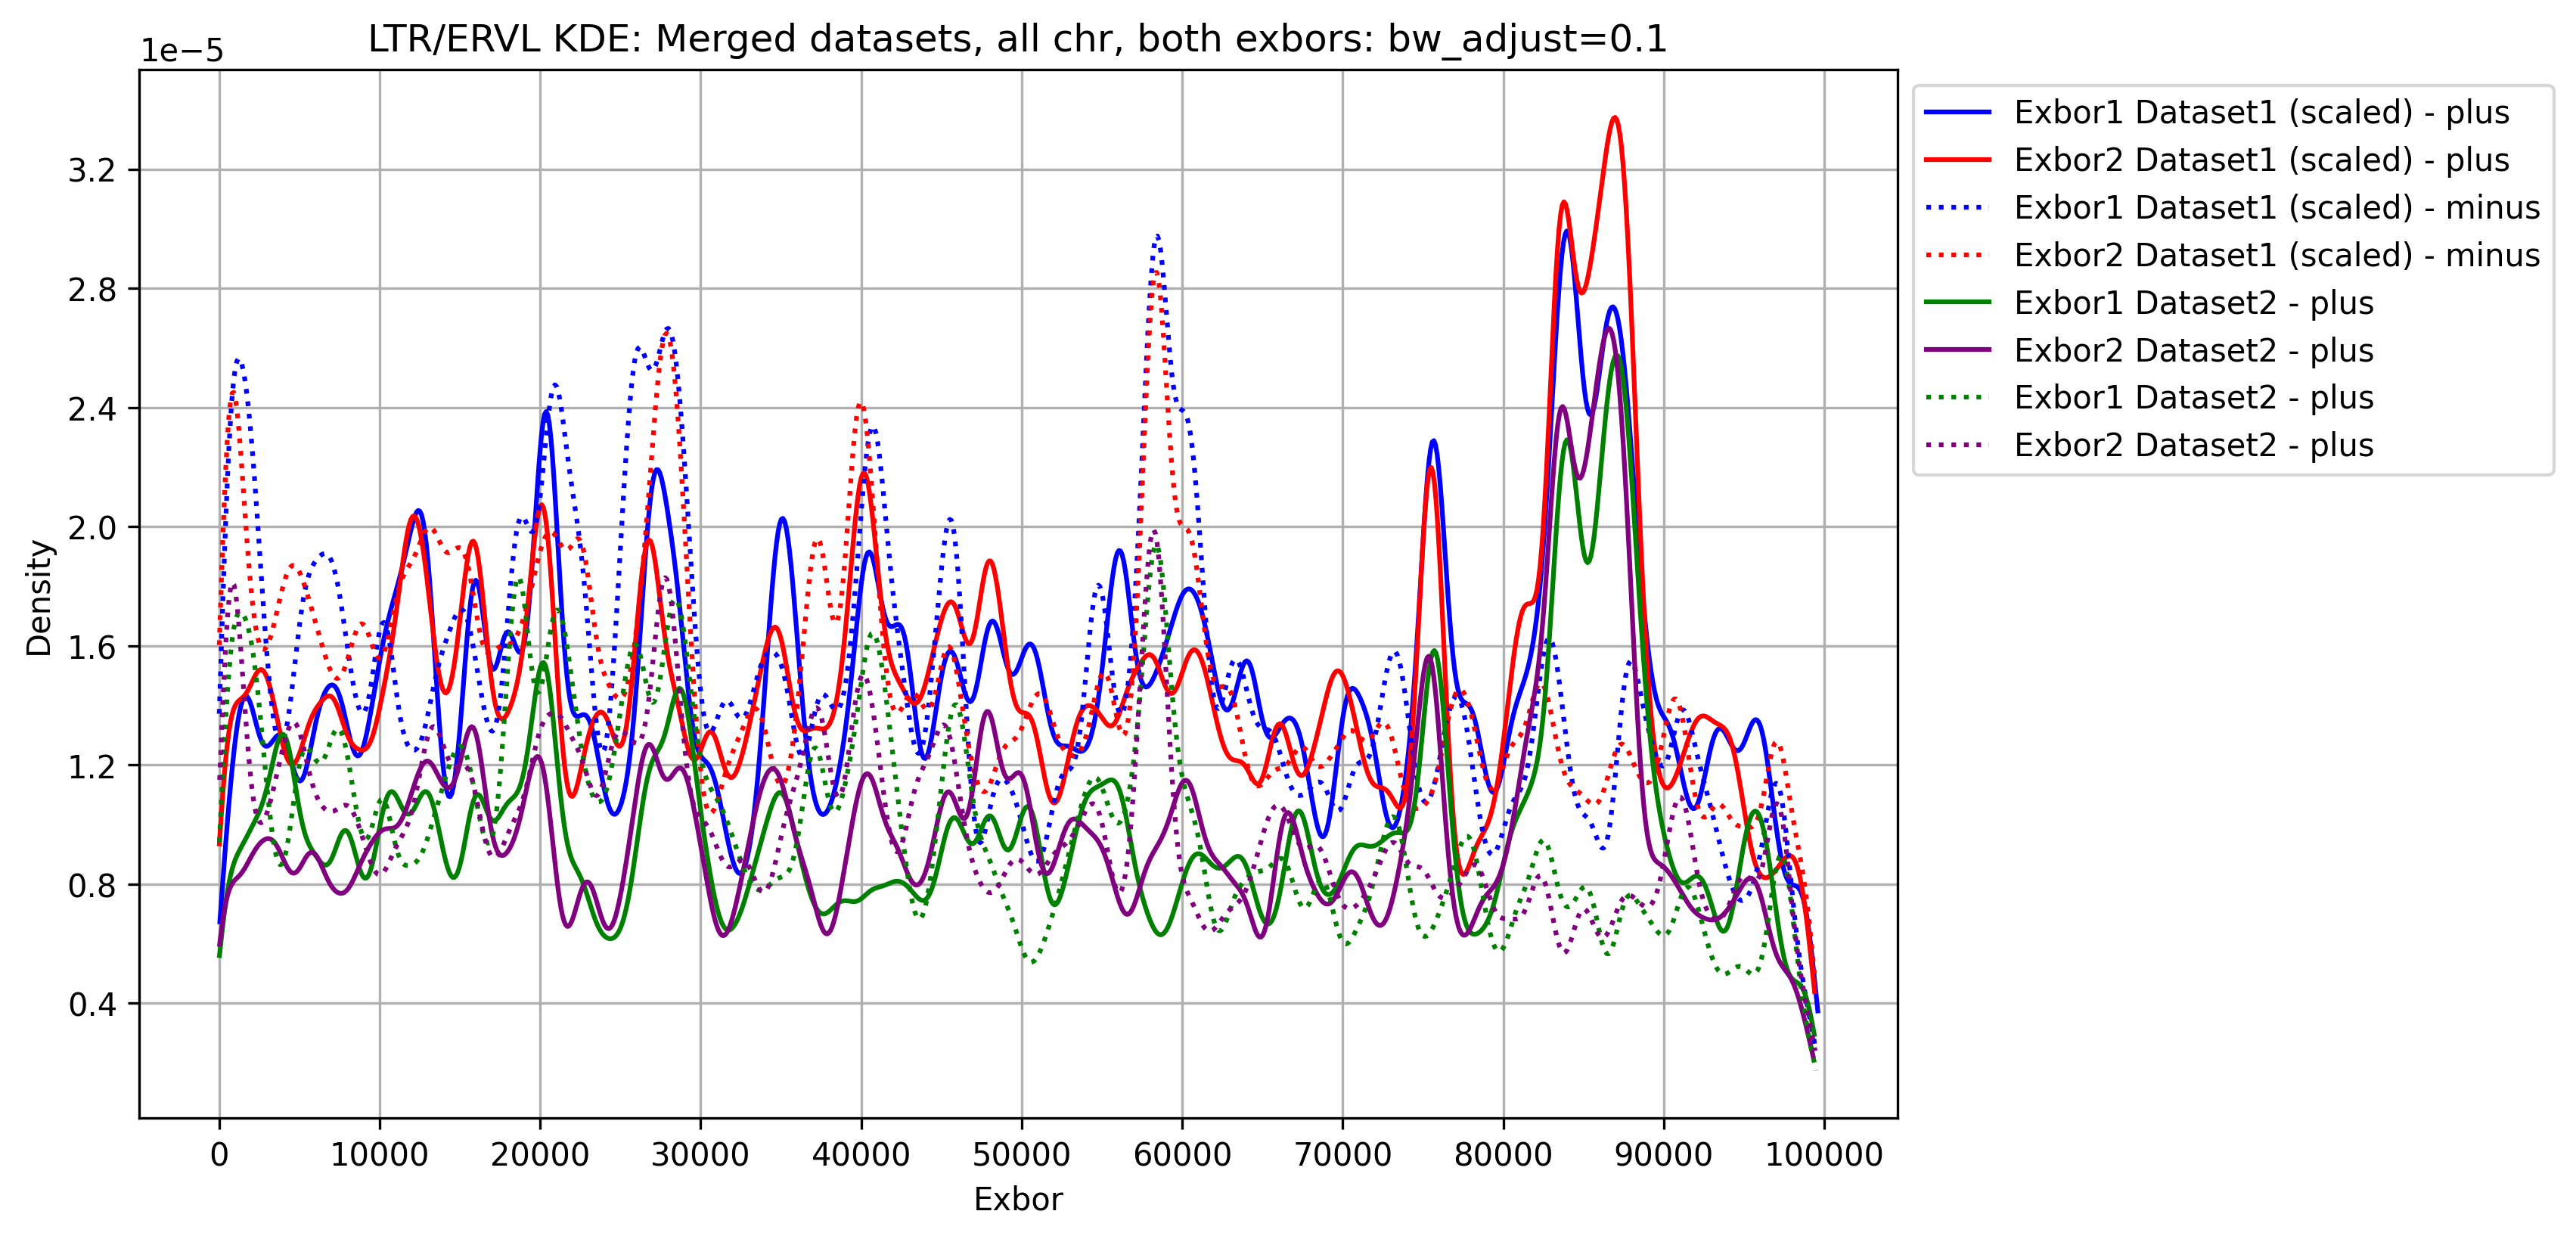 LTR/ERVL KDE: Merged datasets, all chr, both exbors: bw_adjust=0.1
1e−5
3.2
2.8
2.4
2.0
1.6
1.2
0.8
0.4
Density
0 10000 20000 30000 40000 50000 60000 70000 80000 90000 100000
Exbor
Exbor1 Dataset1 (scaled) - plus
Exbor2 Dataset1 (scaled) - plus
Exbor1 Dataset1 (scaled) - minus
Exbor2 Dataset1 (scaled) - minus
Exbor1 Dataset2 - plus
Exbor2 Dataset2 - plus
Exbor1 Dataset2 - plus
Exbor2 Dataset2 - plus